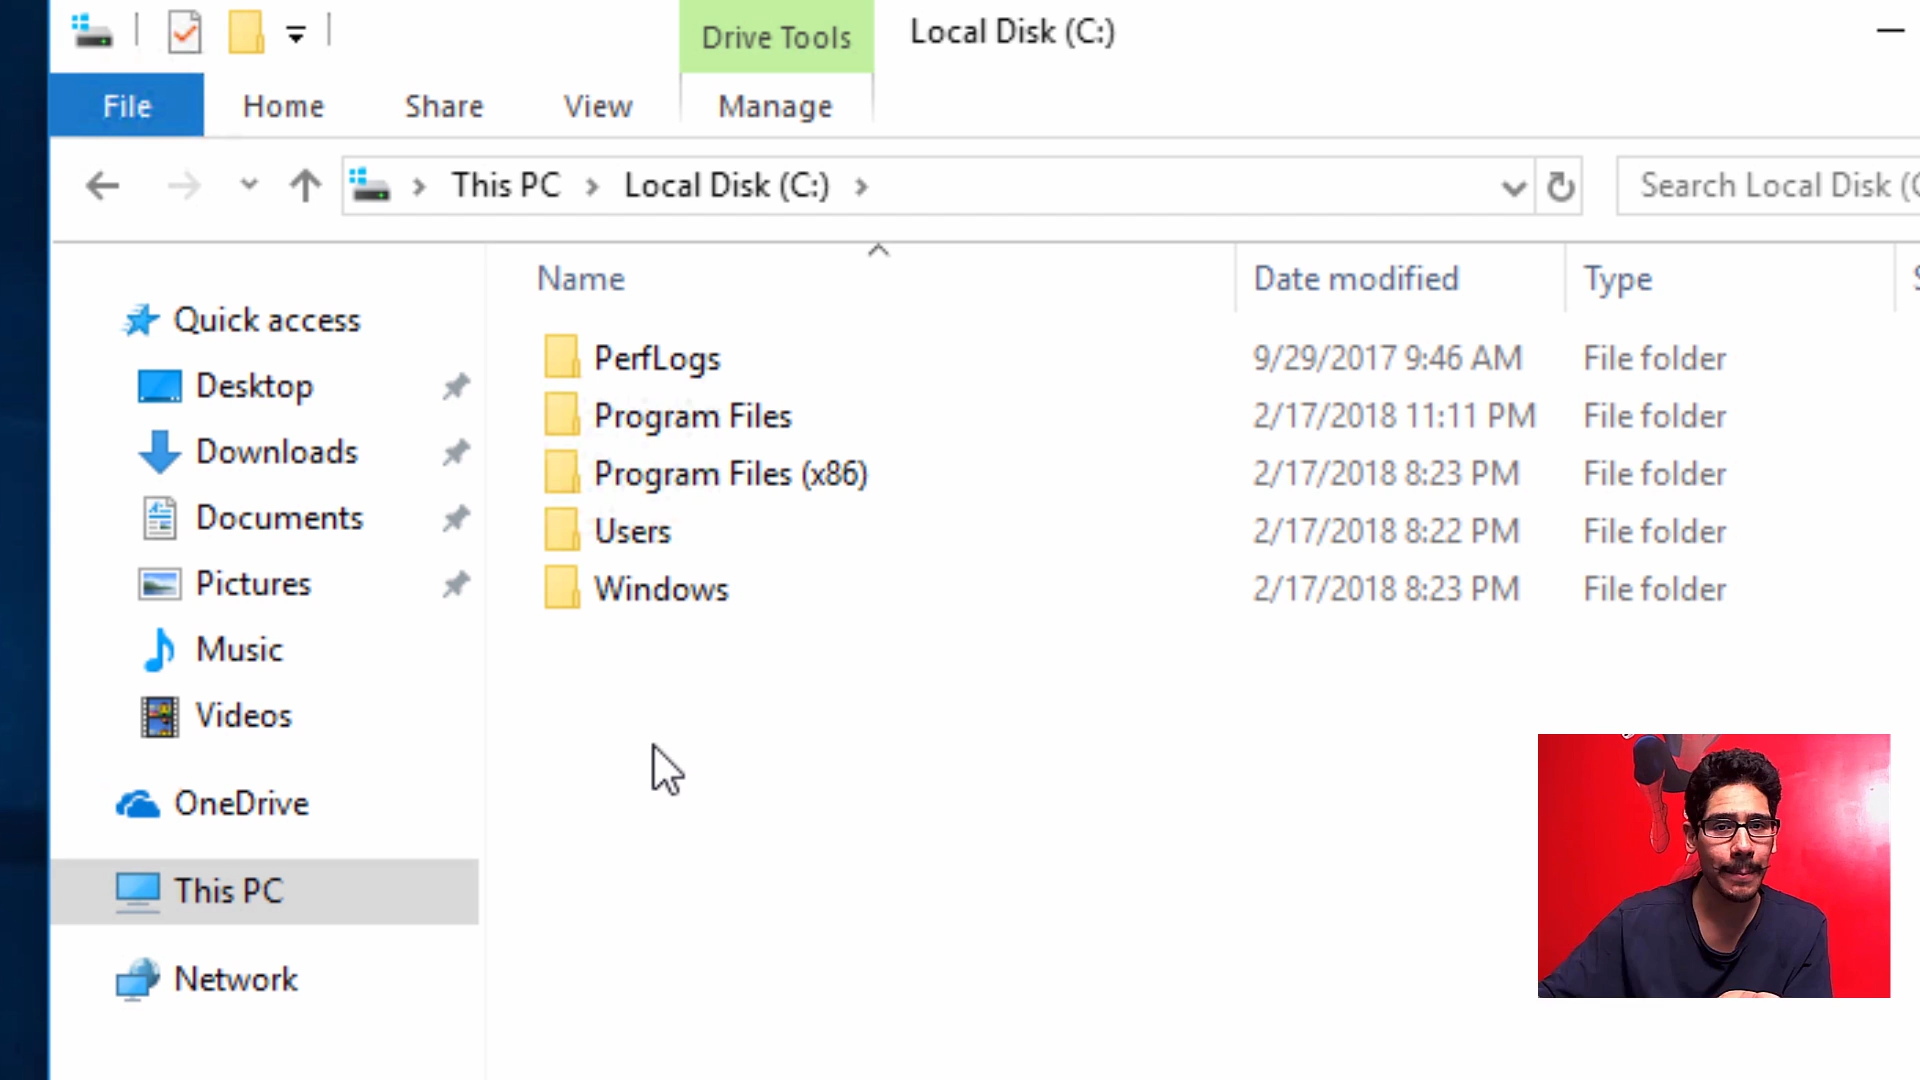 Drive Tools
Local Disk (C:)
File
Home
Share
View
Manage
This PC
Local Disk (C:)
Search Local Disk (C
Name
Date modified
Type
S
Quick access
Desktop
Downloads
Documents
Pictures
Music
Videos
OneDrive
This PC
Network
PerfLogs 9/29/2017 9:46 AM File folder
Program Files 2/17/2018 11:11 PM File folder
Program Files (x86) 2/17/2018 8:23 PM File folder
Users 2/17/2018 8:22 PM File folder
Windows 2/17/2018 8:23 PM File folder